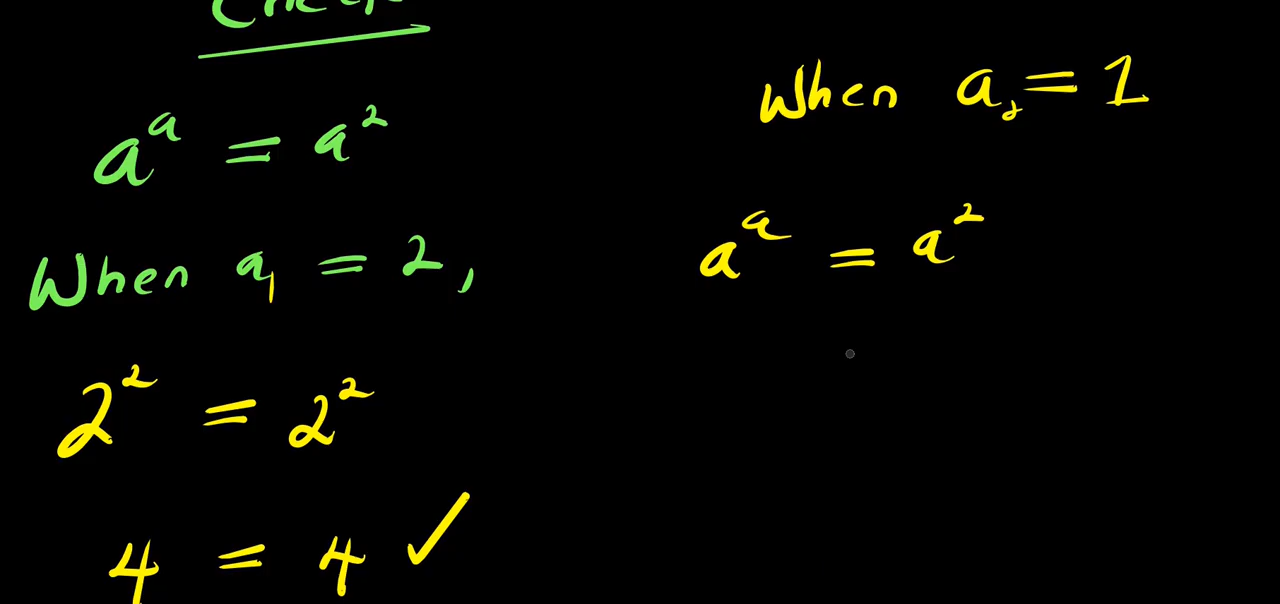 a^a = a^2
When a₁ = 2,
2^2 = 2^2
4 = 4 ✓
When a₂ = 1
a^a = a^2